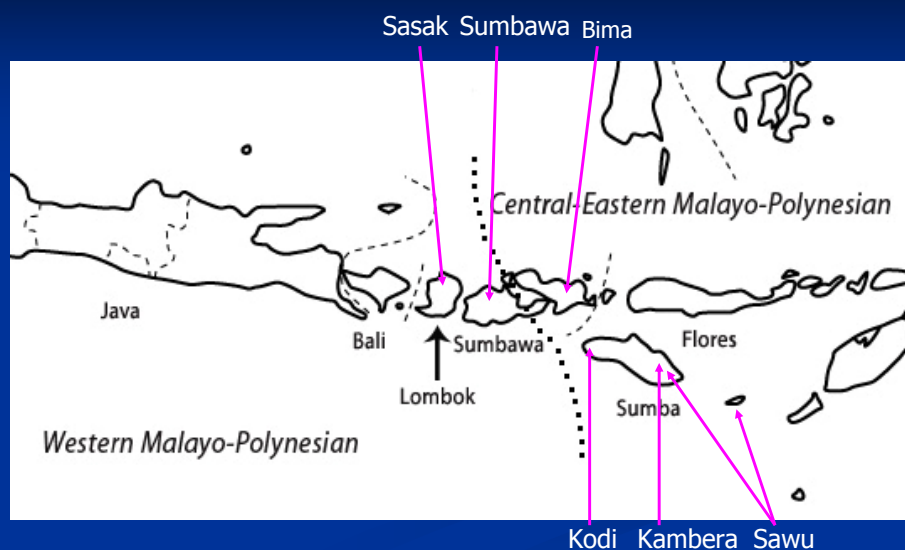 Sasak Sumbawa Bima
Central-Eastern Malayo-Polynesian
Java
Bali
Sumbawa
Flores
Lombok
Sumba
Western Malayo-Polynesian
Kodi Kambera Sawu